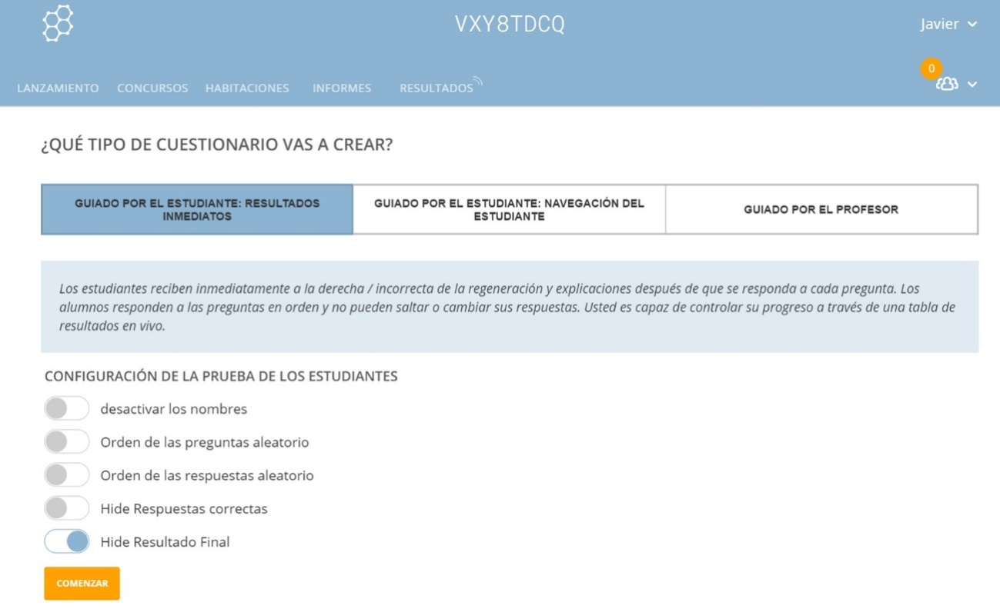 VXY8TDCQ
Javier
0
LANZAMIENTO CONCURSOS HABITACIONES INFORMES RESULTADOS
¿QUÉ TIPO DE CUESTIONARIO VAS A CREAR?
GUIADO POR EL ESTUDIANTE: RESULTADOS
INMEDIATOS
GUIADO POR EL ESTUDIANTE: NAVEGACIÓN DEL
ESTUDIANTE
GUIADO POR EL PROFESOR
Los estudiantes reciben inmediatamente a la derecha / incorrecta de la regeneración y explicaciones después de que se responda a cada pregunta. Los
alumnos responden a las preguntas en orden y no pueden saltar o cambiar sus respuestas. Usted es capaz de controlar su progreso a través de una tabla de
resultados en vivo.
CONFIGURACIÓN DE LA PRUEBA DE LOS ESTUDIANTES
desactivar los nombres
Orden de las preguntas aleatorio
Orden de las respuestas aleatorio
Hide Respuestas correctas
Hide Resultado Final
COMENZAR